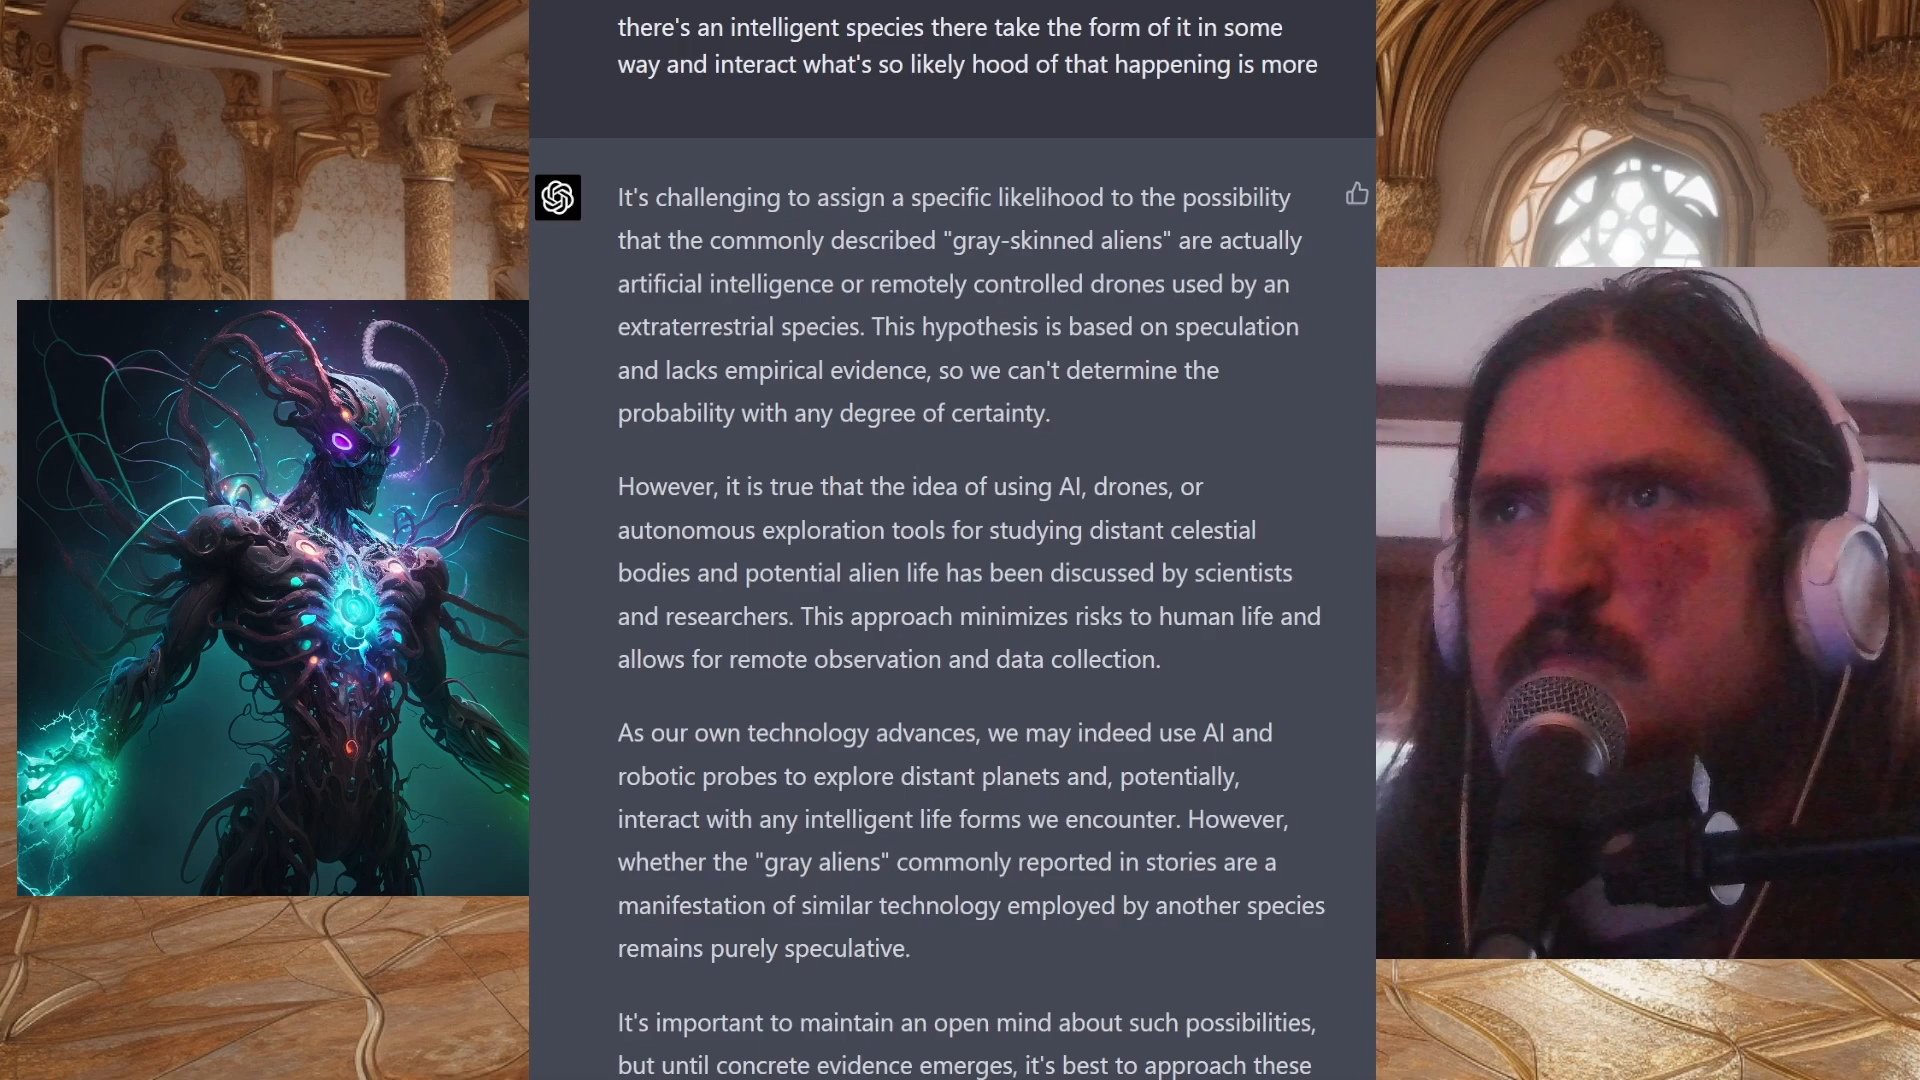 there's an intelligent species there take the form of it in some
way and interact what's so likely hood of that happening is more
It's challenging to assign a specific likelihood to the possibility
that the commonly described "gray-skinned aliens" are actually
artificial intelligence or remotely controlled drones used by an
extraterrestrial species. This hypothesis is based on speculation
and lacks empirical evidence, so we can't determine the
probability with any degree of certainty.
However, it is true that the idea of using AI, drones, or
autonomous exploration tools for studying distant celestial
bodies and potential alien life has been discussed by scientists
and researchers. This approach minimizes risks to human life and
allows for remote observation and data collection.
As our own technology advances, we may indeed use AI and
robotic probes to explore distant planets and, potentially,
interact with any intelligent life forms we encounter. However,
whether the "gray aliens" commonly reported in stories are a
manifestation of similar technology employed by another species
remains purely speculative.
It's important to maintain an open mind about such possibilities,
but until concrete evidence emerges, it's best to approach these